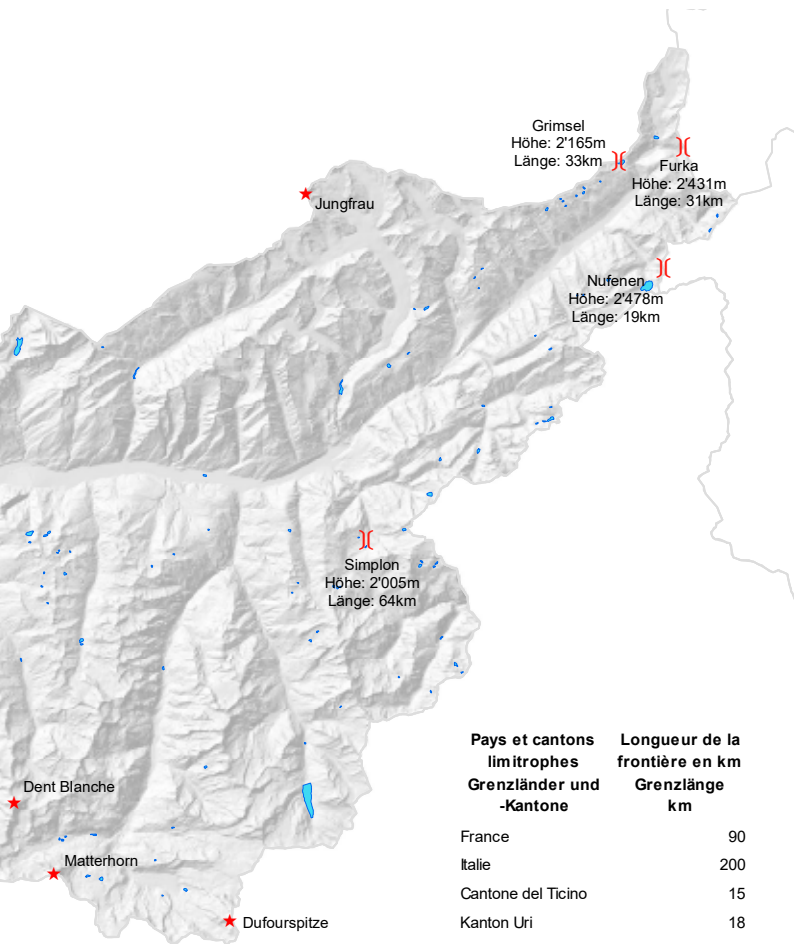 Grimsel
Höhe: 2'165m
Länge: 33km
Furka
Höhe: 2'431m
Länge: 31km
Jungfrau
Nufenen
Höhe: 2'478m
Länge: 19km
Simplon
Höhe: 2'005m
Länge: 64km
Dent Blanche
Matterhorn
Dufourspitze
Pays et cantons Longueur de la
limitrophes frontière en km
Grenzländer und Grenzlänge
-Kantone km
France 90
Italie 200
Cantone del Ticino 15
Kanton Uri 18